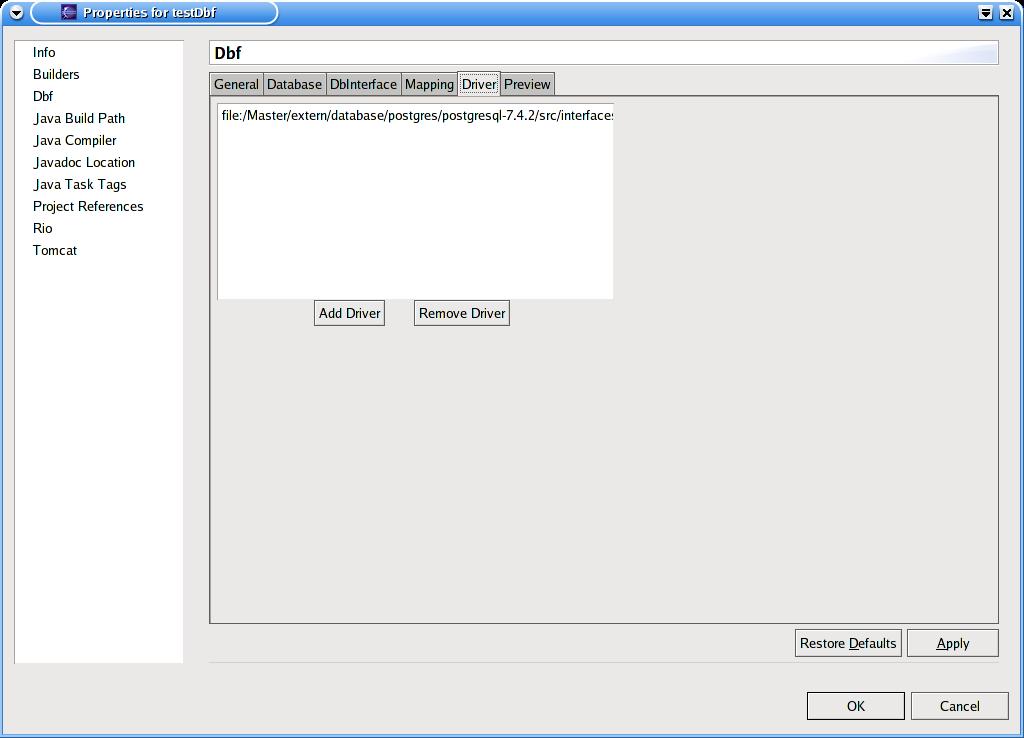 Properties for testDbf
Info
Builders
Dbf
Java Build Path
Java Compiler
Javadoc Location
Java Task Tags
Project References
Rio
Tomcat
Dbf
General Database DbInterface Mapping Driver Preview
file:/Master/extern/database/postgres/postgresql-7.4.2/src/interfaces
Add Driver Remove Driver
Restore Defaults Apply
OK Cancel